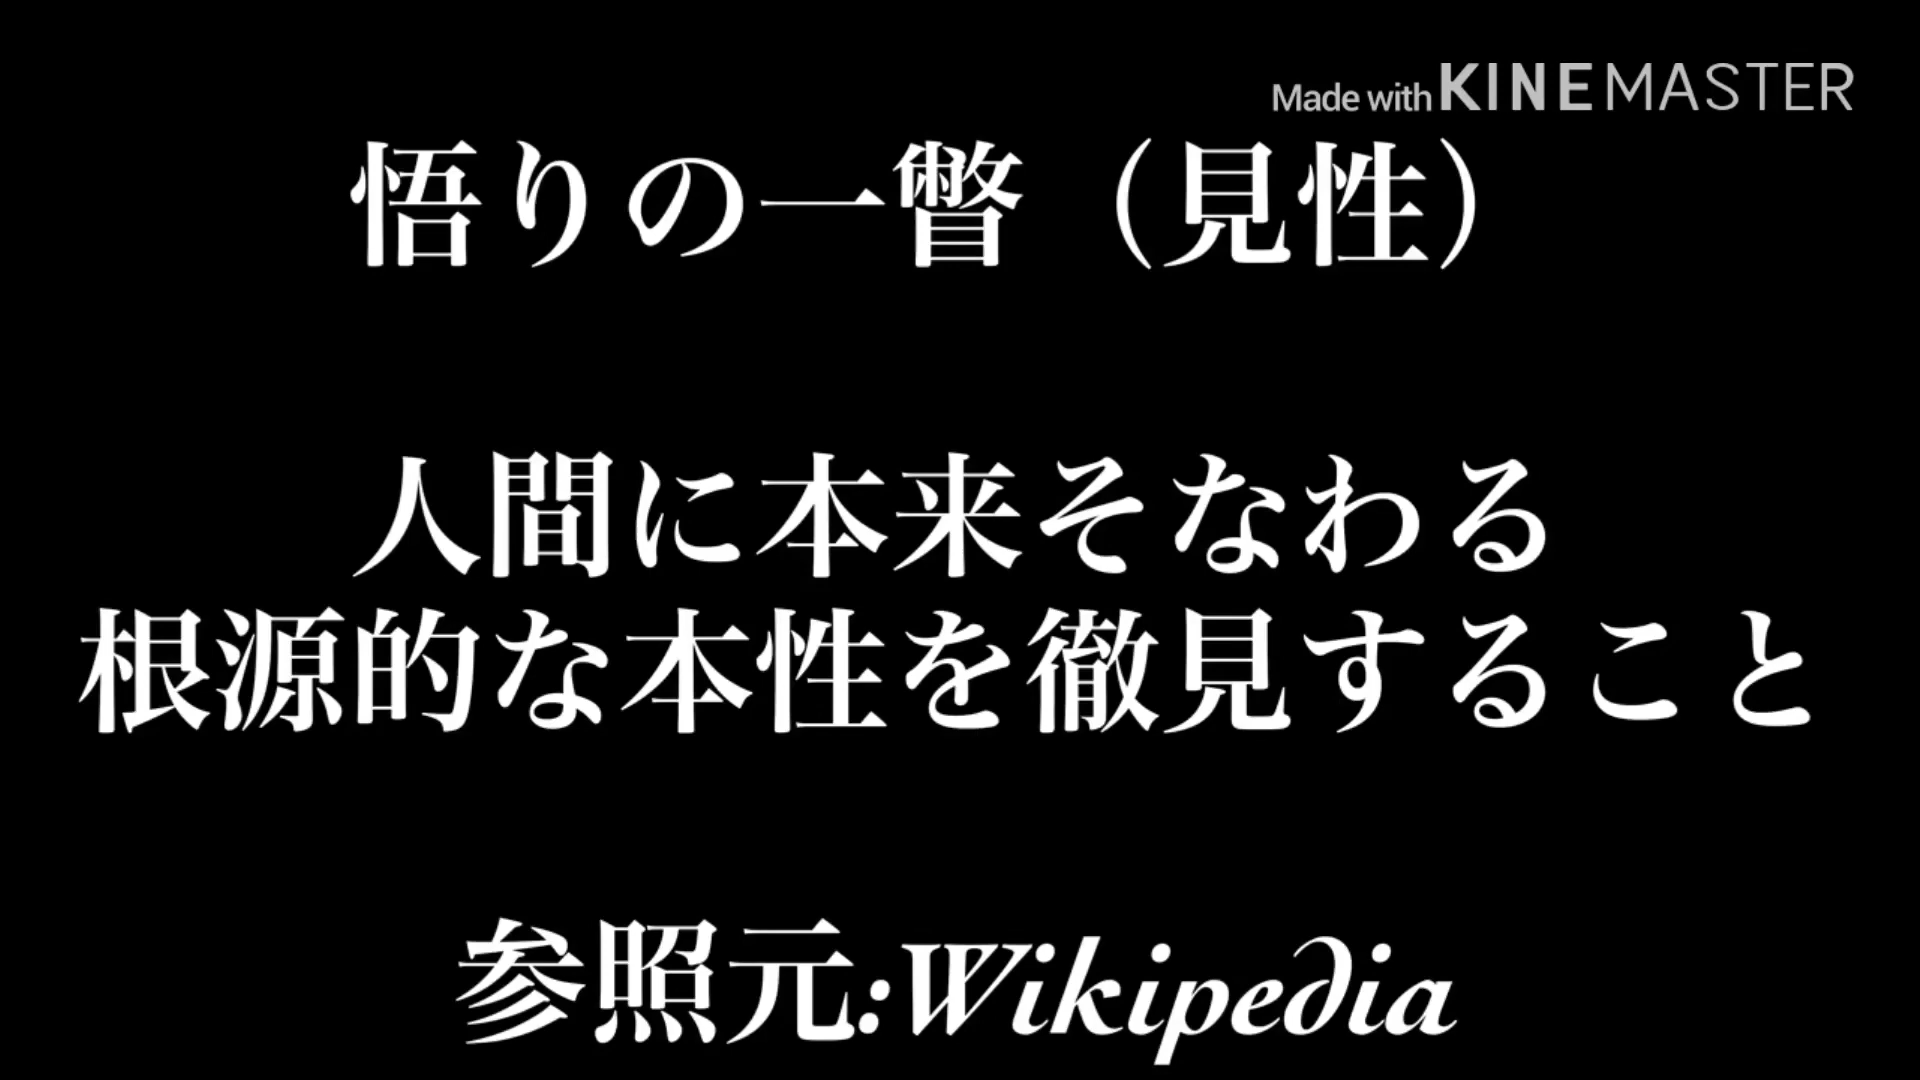 Made with KINEMASTER
悟りの一瞥（見性）
人間に本来そなわる
根源的な本性を徹見すること
参照元:Wikipedia